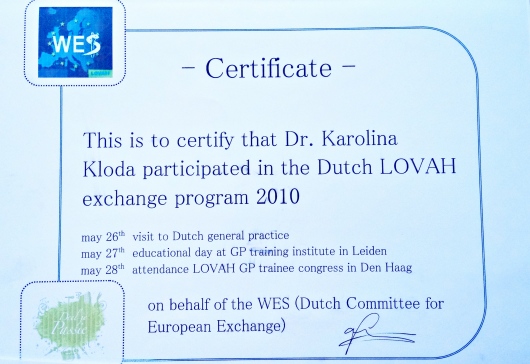 WES
- Certificate -
This is to certify that Dr. Karolina
Kloda participated in the Dutch LOVAH
exchange program 2010
may 26th visit to Dutch general practice
may 27th educational day at GP training institute in Leiden
may 28th attendance LOVAH GP trainee congress in Den Haag
on behalf of the WES (Dutch Committee for
European Exchange)